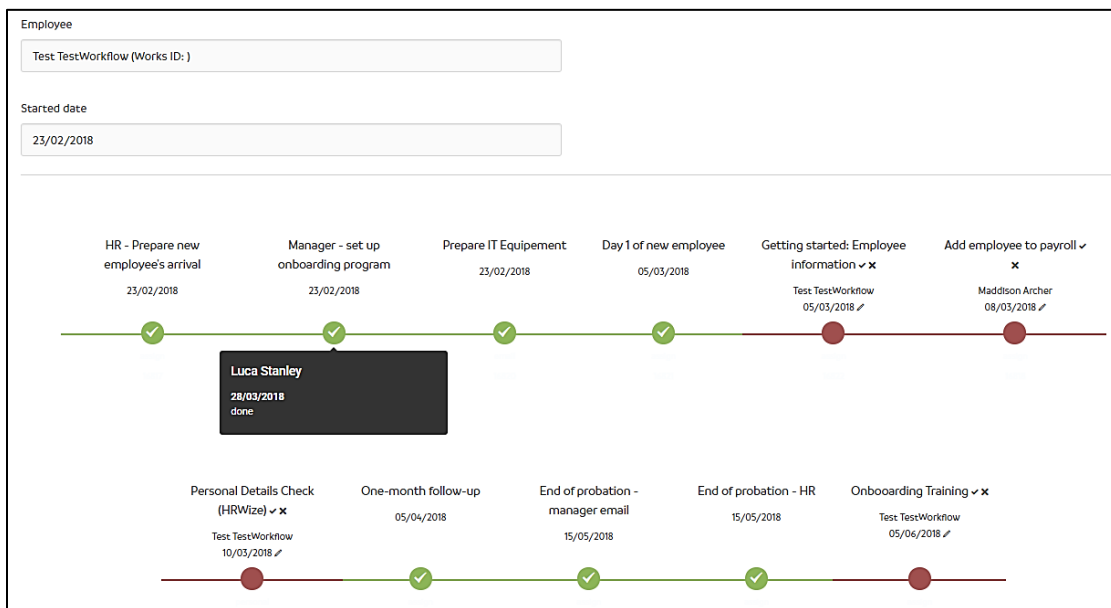 Employee
Test TestWorkflow (Works ID: )
Started date
23/02/2018
HR - Prepare new
employee's arrival
23/02/2018
Manager - set up
onboarding program
23/02/2018
Prepare IT Equipement
23/02/2018
Day 1 of new employee
05/03/2018
Getting started: Employee
information ✓ ✗
Test TestWorkflow
05/03/2018
Add employee to payroll ✓
✗
Maddison Archer
08/03/2018
Luca Stanley
28/03/2018
done
Personal Details Check
(HRWize) ✓ ✗
Test TestWorkflow
10/03/2018
One-month follow-up
05/04/2018
End of probation -
manager email
15/05/2018
End of probation - HR
15/05/2018
Onbooarding Training ✓ ✗
Test TestWorkflow
05/06/2018